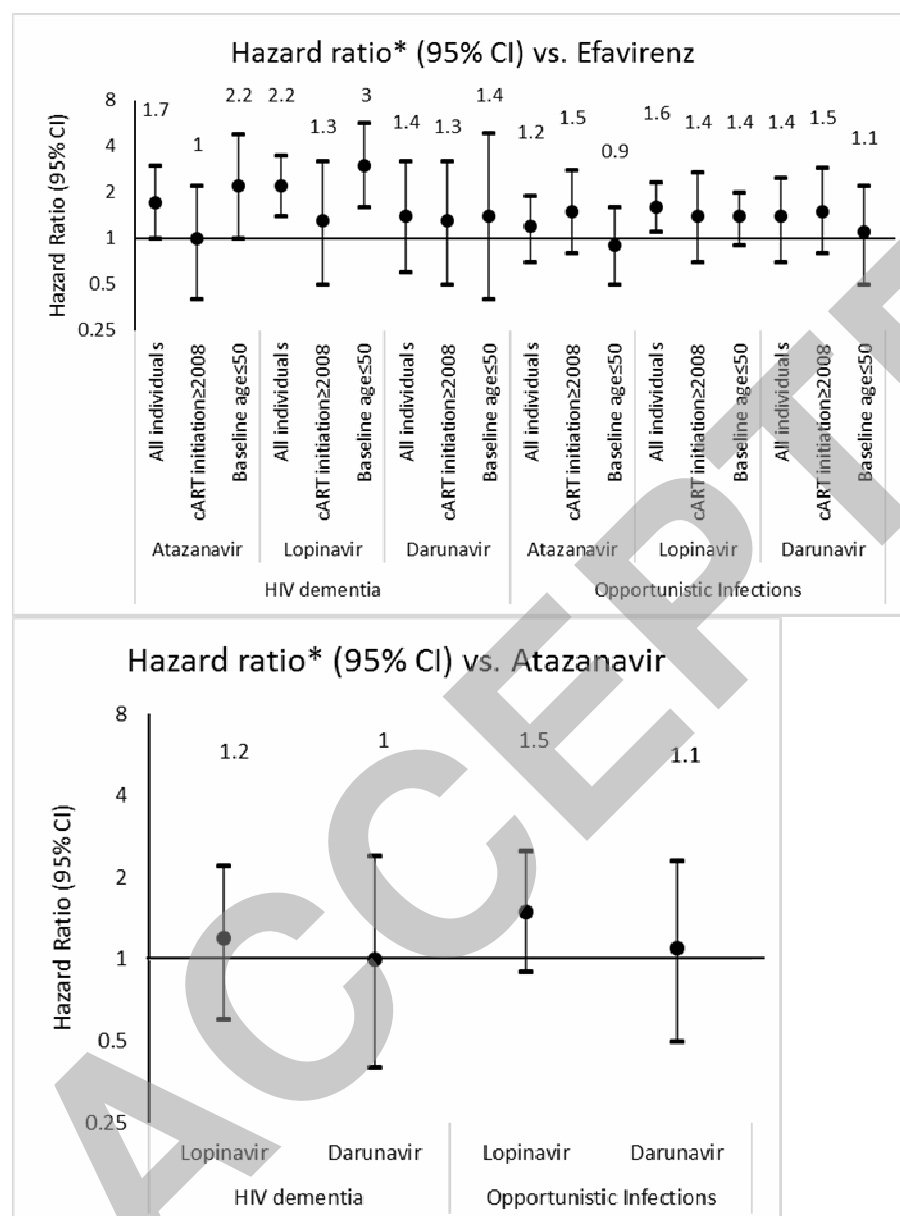 Hazard ratio* (95% CI) vs. Efavirenz
Hazard Ratio (95% CI)
8
4
2
1
0.5
0.25
1.7
1
2.2
2.2
1.3
3
1.4
1.3
1.4
1.2
1.5
0.9
1.6
1.4
1.4
1.4
1.5
1.1
All individuals
cART initiation≥2008
Baseline age≤50
All individuals
cART initiation≥2008
Baseline age≤50
All individuals
cART initiation≥2008
Baseline age≤50
All individuals
cART initiation≥2008
Baseline age≤50
All individuals
cART initiation≥2008
Baseline age≤50
All individuals
cART initiation≥2008
Baseline age≤50
Atazanavir Lopinavir Darunavir Atazanavir Lopinavir Darunavir
HIV dementia Opportunistic Infections
Hazard ratio* (95% CI) vs. Atazanavir
Hazard Ratio (95% CI)
8
4
2
1
0.5
0.25
1.2
1
1.5
1.1
Lopinavir Darunavir Lopinavir Darunavir
HIV dementia Opportunistic Infections
ACCEPTE